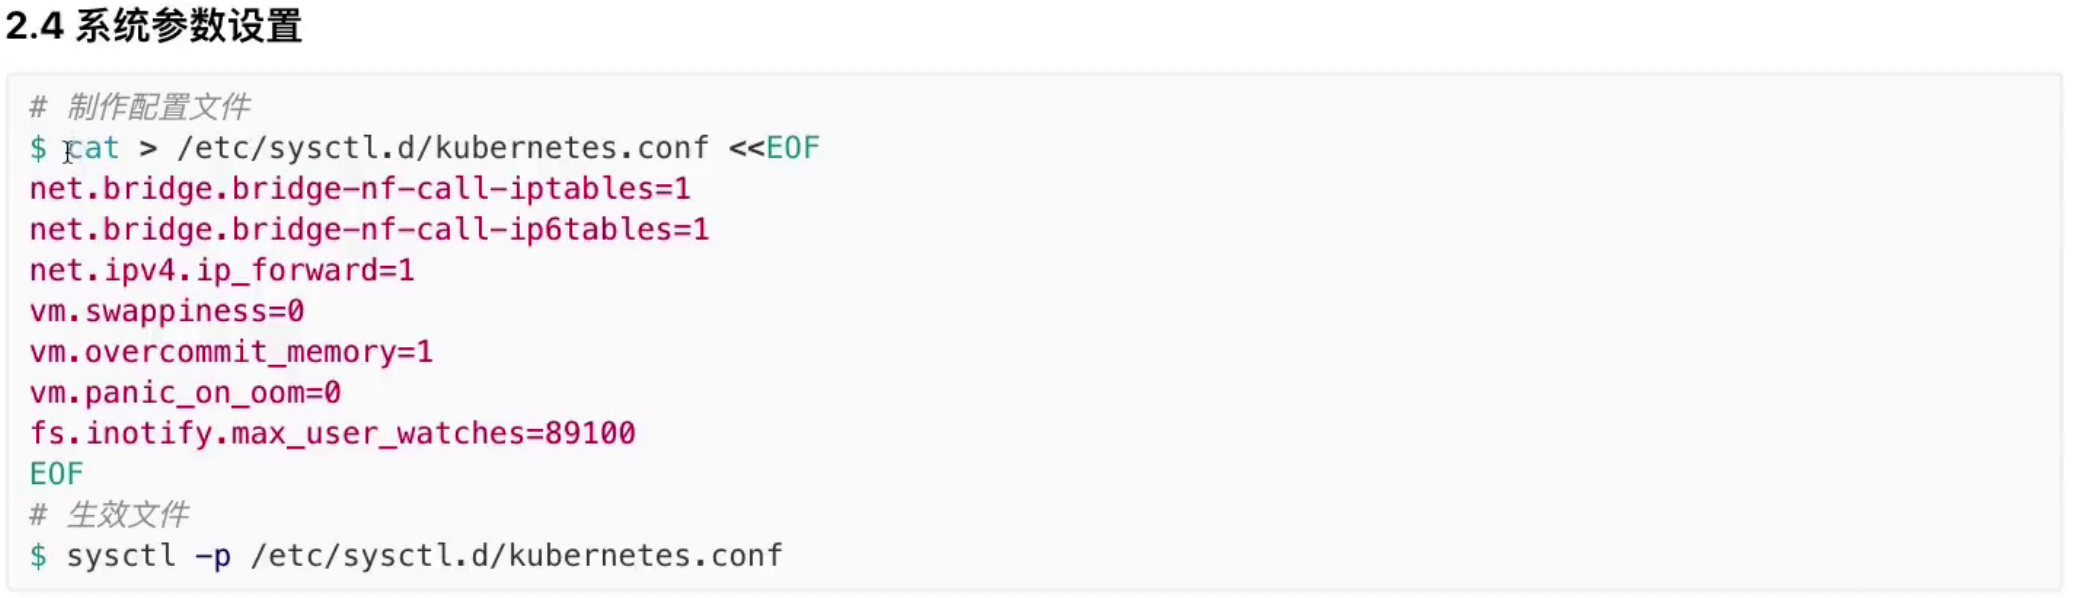 2.4 系统参数设置
# 制作配置文件
$ cat > /etc/sysctl.d/kubernetes.conf <<EOF
net.bridge.bridge-nf-call-iptables=1
net.bridge.bridge-nf-call-ip6tables=1
net.ipv4.ip_forward=1
vm.swappiness=0
vm.overcommit_memory=1
vm.panic_on_oom=0
fs.inotify.max_user_watches=89100
EOF
# 生效文件
$ sysctl -p /etc/sysctl.d/kubernetes.conf